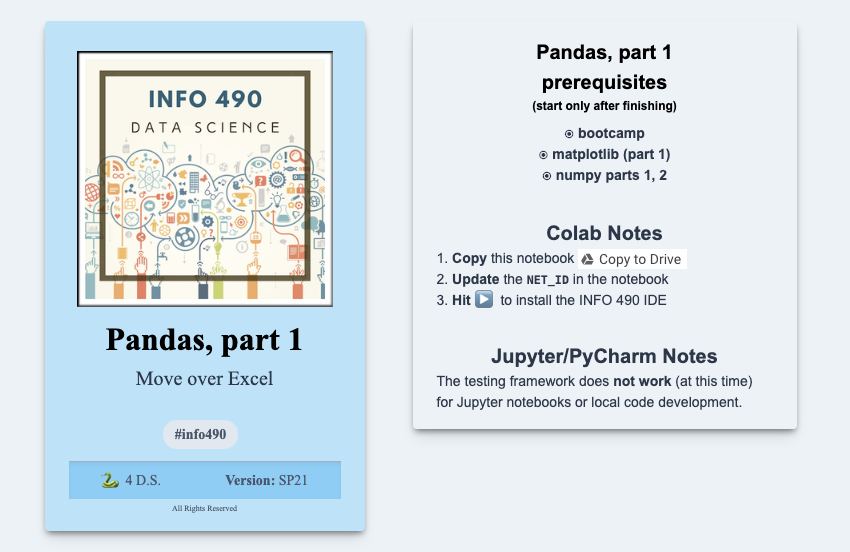 INFO 490
DATA SCIENCE
Pandas, part 1
Move over Excel
#info490
4 D.S.
Version: SP21
All Rights Reserved
Pandas, part 1
prerequisites
(start only after finishing)
bootcamp
matplotlib (part 1)
numpy parts 1, 2
Colab Notes
1. Copy this notebook Copy to Drive
2. Update the NET_ID in the notebook
3. Hit to install the INFO 490 IDE
Jupyter/PyCharm Notes
The testing framework does not work (at this time)
for Jupyter notebooks or local code development.